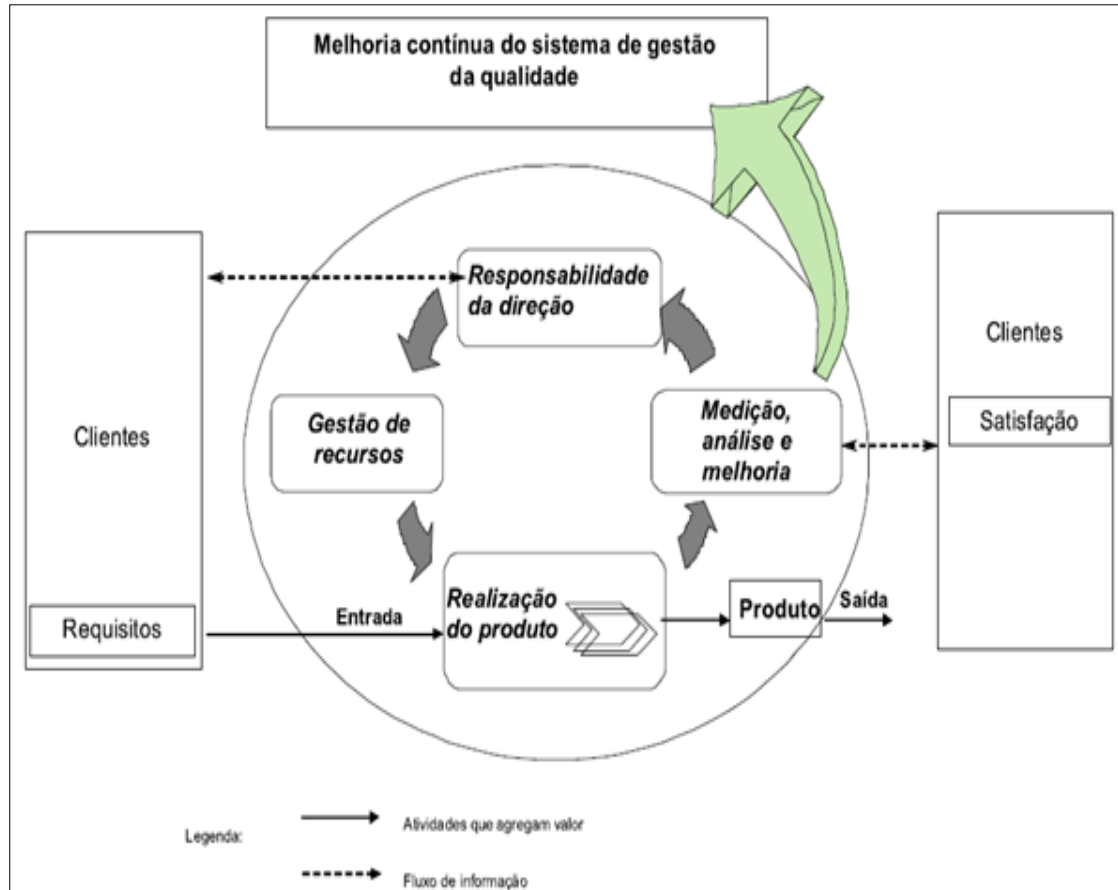 Melhoria contínua do sistema de gestão
da qualidade
Responsabilidade
da direção
Clientes
Requisitos
Gestão de
recursos
Medição,
análise e
melhoria
Clientes
Satisfação
Entrada
Realização
do produto
Produto
Saída
Legenda:
Atividades que agregam valor
Fluxo de informação